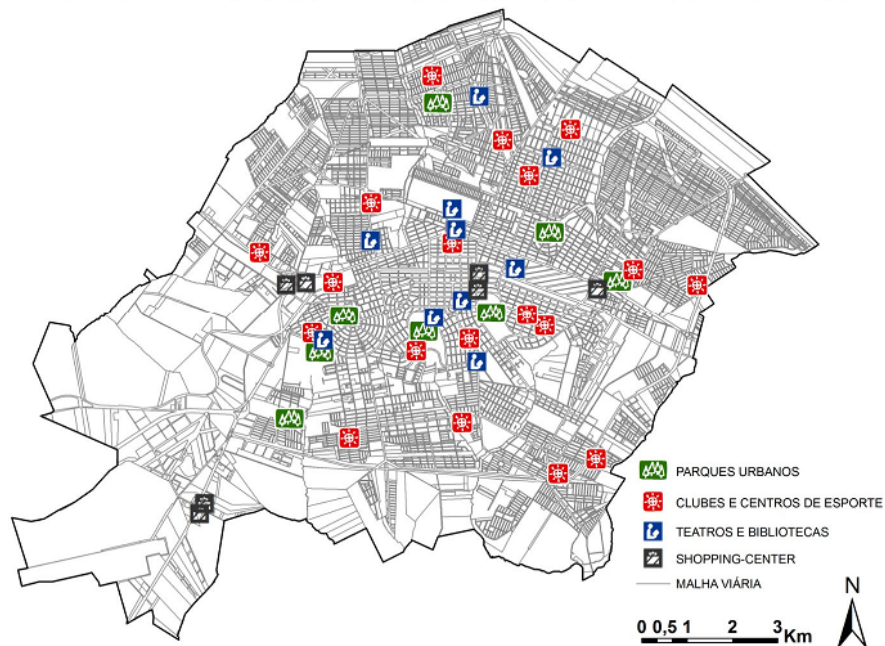 PARQUES URBANOS
CLUBES E CENTROS DE ESPORTE
TEATROS E BIBLIOTECAS
SHOPPING-CENTER
MALHA VIÁRIA
N
0 0,5 1 2 3 Km